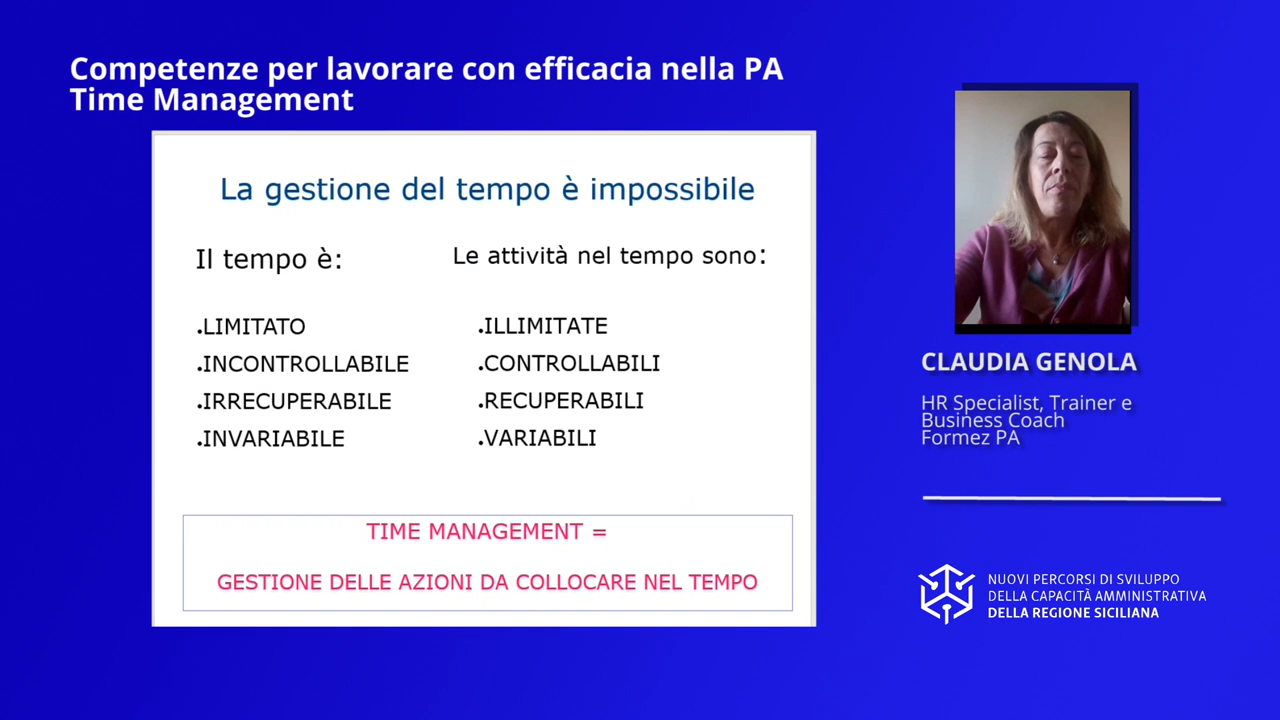 Competenze per lavorare con efficacia nella PA
Time Management
La gestione del tempo è impossibile
Il tempo è:
.LIMITATO
.INCONTROLLABILE
.IRRECUPERABILE
.INVARIABILE
Le attività nel tempo sono:
.ILLIMITATE
.CONTROLLABILI
.RECUPERABILI
.VARIABILI
TIME MANAGEMENT =
GESTIONE DELLE AZIONI DA COLLOCARE NEL TEMPO
CLAUDIA GENOLA
HR Specialist, Trainer e
Business Coach
Formez PA
NUOVI PERCORSI DI SVILUPPO
DELLA CAPACITÀ AMMINISTRATIVA
DELLA REGIONE SICILIANA